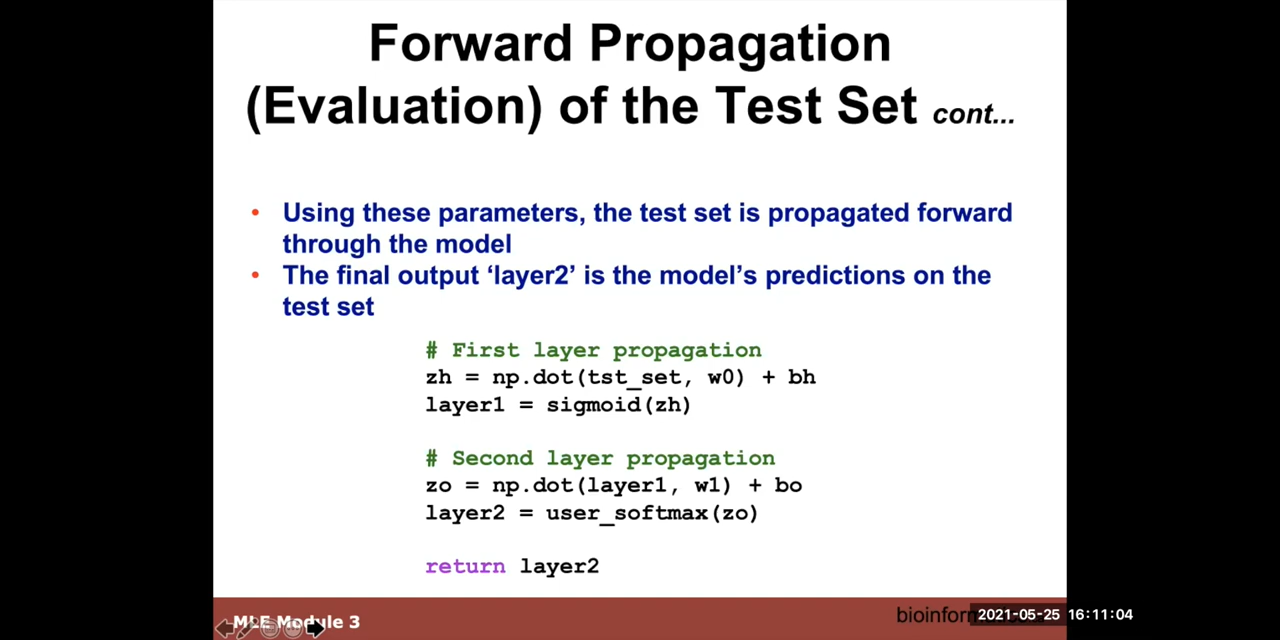 Forward Propagation
(Evaluation) of the Test Set cont...
• Using these parameters, the test set is propagated forward
through the model
• The final output ‘layer2’ is the model’s predictions on the
test set
# First layer propagation
zh = np.dot(tst_set, w0) + bh
layer1 = sigmoid(zh)
# Second layer propagation
zo = np.dot(layer1, w1) + bo
layer2 = user_softmax(zo)
return layer2
MLE Module 3
2021-05-25 16:11:04